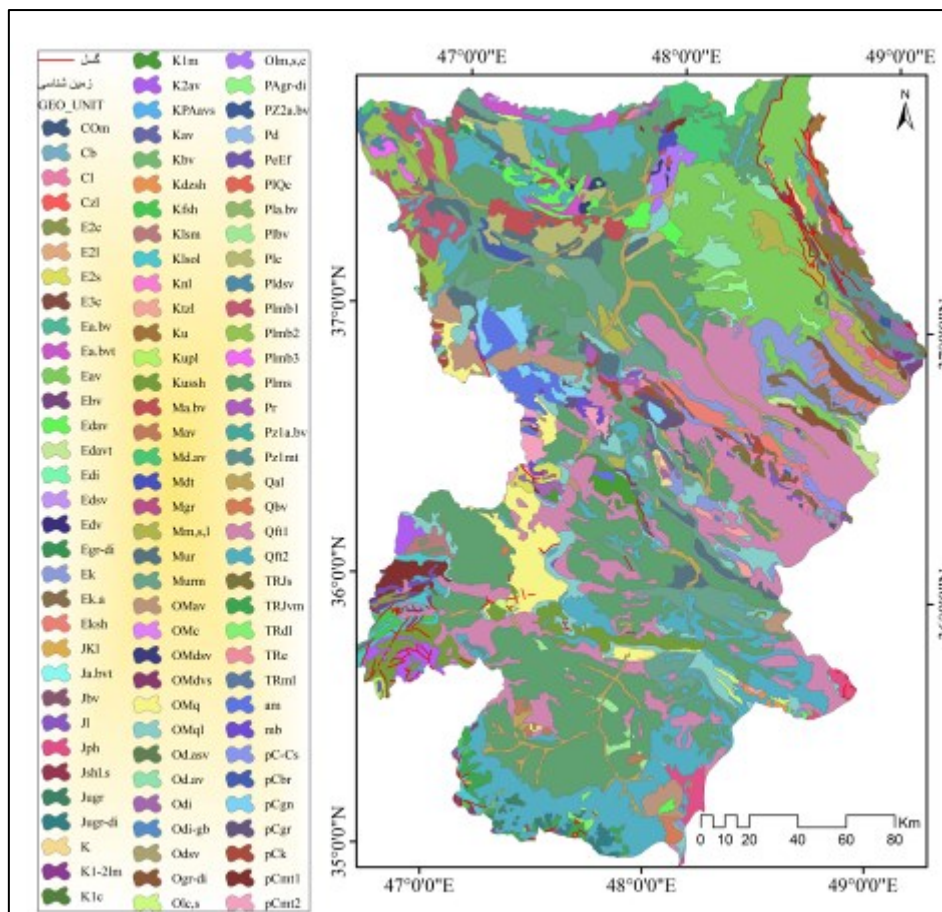 گسل
زمین شناسی
GEO_UNIT
COm
Cb
Cl
Czl
E2c
E2l
E2s
E3c
Ea.bv
Ea.bvt
Eav
Ebv
Edav
Edavt
Edi
Edsv
Edv
Egr-di
Ek
Ek.a
Eksh
JKl
Ja.bvt
Jbv
Jl
Jph
Jshl.s
Jugr
Jugr-di
K
K1-2lm
K1c
K1m
K2av
KPAavs
Kav
Kbv
Kdzsh
Kfsh
Klsm
Klsol
Knl
Ktzl
Ku
Kupl
Kussh
Ma.bv
Mav
Md.av
Mdt
Mgr
Mm,s,l
Mur
Murm
OMav
OMc
OMdsv
OMdvs
OMq
OMql
Od.asv
Od.av
Odi
Odi-gb
Odsv
Ogr-di
Olc,s
Olm,s,c
PAgr-di
PZ2a.bv
Pd
PeEf
PlQc
Pla.bv
Plbv
Plc
Pldsv
Plmb1
Plmb2
Plmb3
Plms
Pr
Pz1a.bv
Pz1mt
Qal
Qbv
Qft1
Qft2
TRJs
TRJvm
TRdl
TRe
TRml
am
mb
pC-Cs
pCbr
pCgn
pCgr
pCk
pCmt1
pCmt2
47°0'0"E
48°0'0"E
49°0'0"E
N
37°0'0"N
36°0'0"N
35°0'0"N
0 10 20 40 60 80 Km
47°0'0"E
48°0'0"E
49°0'0"E